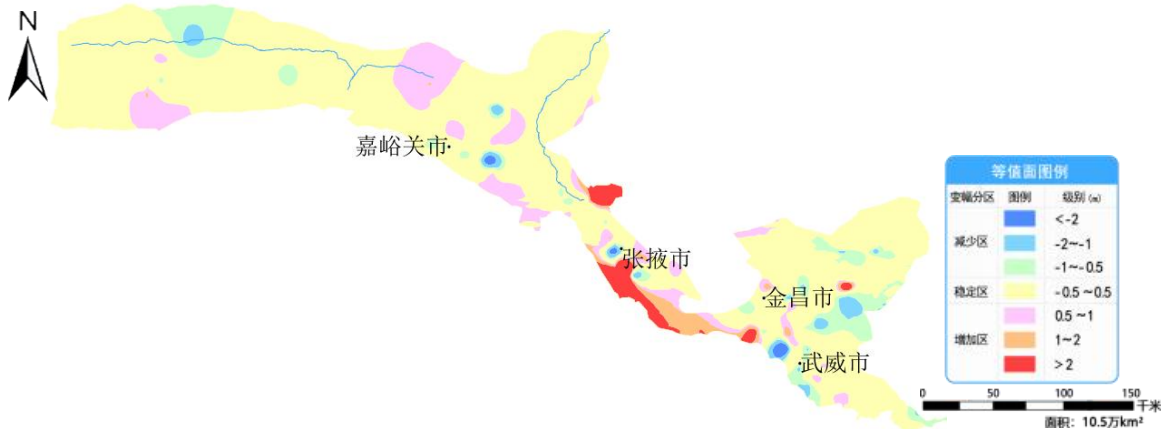 N
嘉峪关市
张掖市
金昌市
武威市
等值面图例
变幅分区 图例 级别 (m)
减少区
<-2
-2~-1
-1~-0.5
稳定区 -0.5~0.5
增加区
0.5~1
1~2
>2
0 50 100 150 千米
面积：10.5万km²